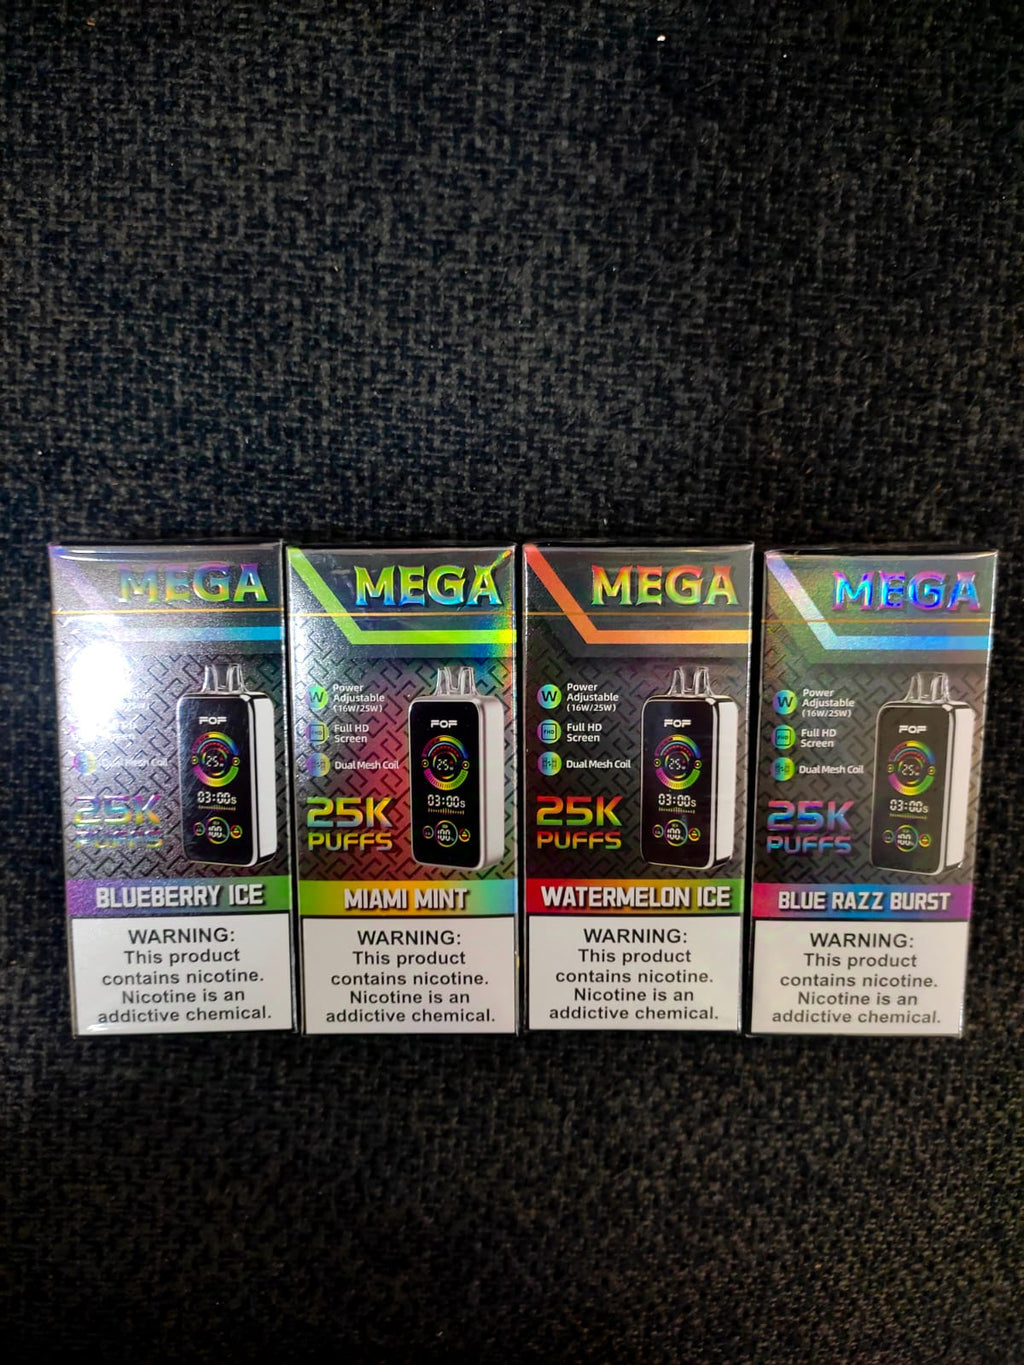 MEGA
25W)
Dual Mesh Coil
FOF
25
03:00s
100
25K
PUFFS
BLUEBERRY ICE
WARNING:
This product
contains nicotine.
Nicotine is an
addictive chemical.
MEGA
W
Power
Adjustable
(16W/25W)
FHD
Full HD
Screen
Dual Mesh Coil
FOF
25
03:00s
100
25K
PUFFS
MIAMI MINT
WARNING:
This product
contains nicotine.
Nicotine is an
addictive chemical.
MEGA
W
Power
Adjustable
(16W/25W)
FHD
Full HD
Screen
Dual Mesh Coil
FOF
25
03:00s
100
25K
PUFFS
WATERMELON ICE
WARNING:
This product
contains nicotine.
Nicotine is an
addictive chemical.
MEGA
W
Power
Adjustable
(16W/25W)
FHD
Full HD
Screen
Dual Mesh Coil
FOF
25
03:00s
100
25K
PUFFS
BLUE RAZZ BURST
WARNING:
This product
contains nicotine.
Nicotine is an
addictive chemical.